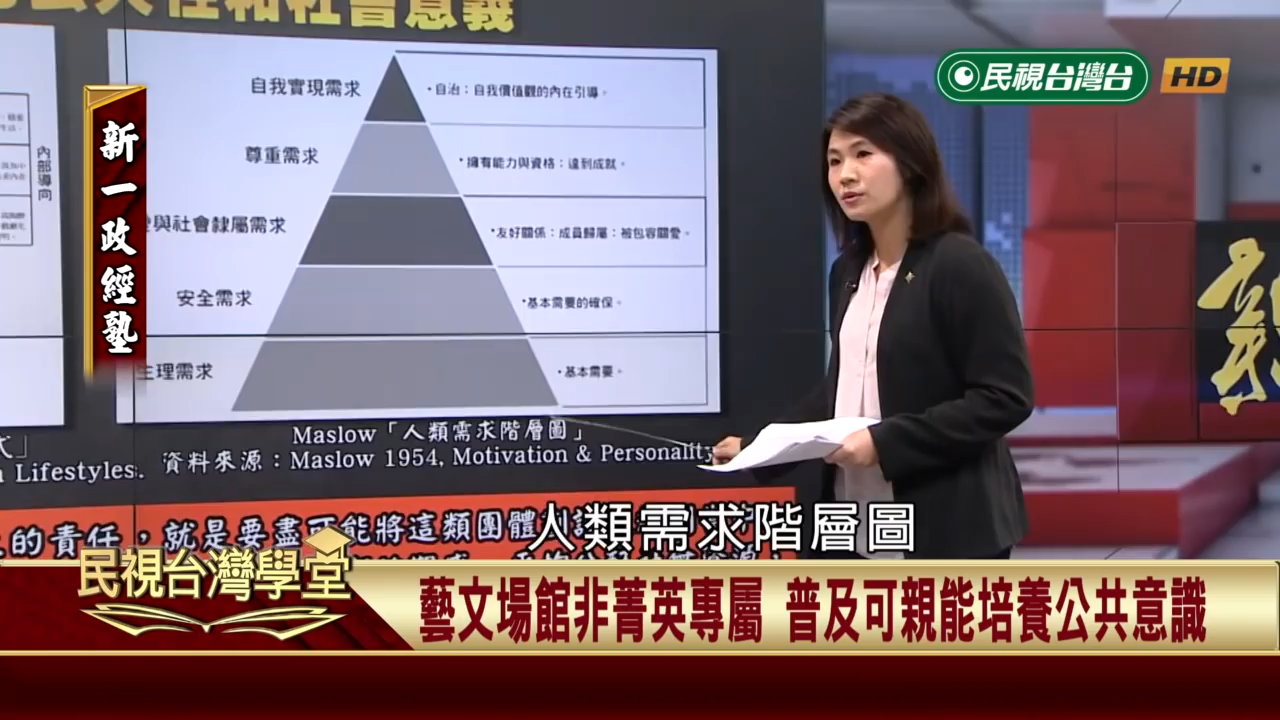 民視台灣台
HD
新一政經塾
內部導向
自我實現需求
・自治：自我價值觀的內在引導。
尊重需求
・擁有能力與資格：達到成就。
愛與社會隸屬需求
・友好關係：成員歸屬：被包容關愛。
安全需求
・基本需要的確保。
生理需求
・基本需要。
Maslow「人類需求階層圖」
Lifestyles. 資料來源：Maslow 1954, Motivation & Personality
的責任，就是要盡可能將這類團體
人類需求階層圖
民視台灣學堂
藝文場館非菁英專屬 普及可親能培養公共意識